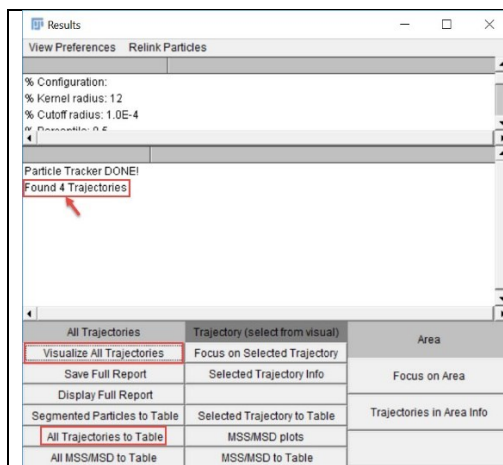 Results
View Preferences Relink Particles
% Configuration:
% Kernel radius: 12
% Cutoff radius: 1.0E-4
% Percentile: 0.5
Particle Tracker DONE!
Found 4 Trajectories
All Trajectories Trajectory (select from visual) Area
Visualize All Trajectories Focus on Selected Trajectory
Save Full Report Selected Trajectory Info Focus on Area
Display Full Report
Segmented Particles to Table Selected Trajectory to Table Trajectories in Area Info
All Trajectories to Table MSS/MSD plots
All MSS/MSD to Table MSS/MSD to Table